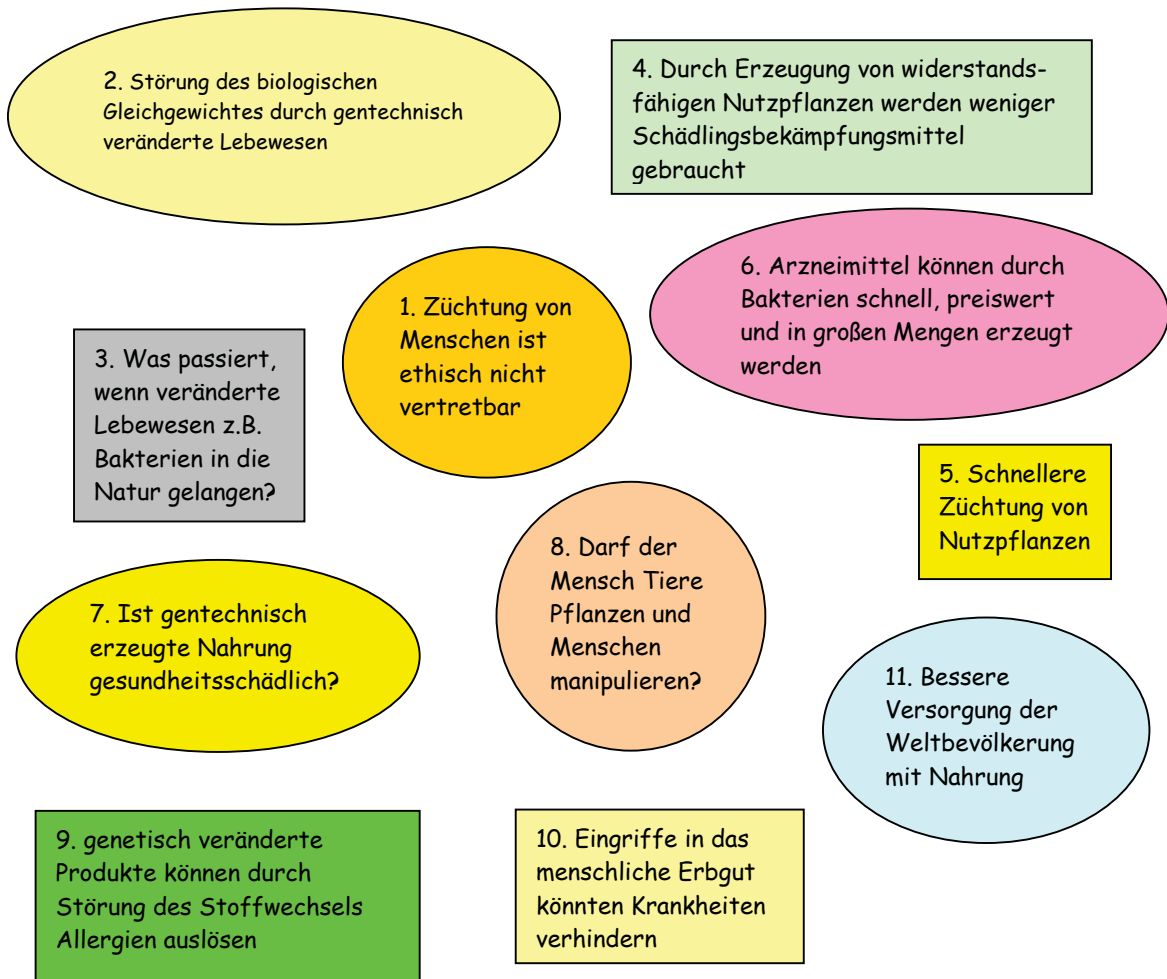 2. Störung des biologischen
Gleichgewichtes durch gentechnisch
veränderte Lebewesen
4. Durch Erzeugung von widerstands-
fähigen Nutzpflanzen werden weniger
Schädlingsbekämpfungsmittel
gebraucht
1. Züchtung von
Menschen ist
ethisch nicht
vertretbar
6. Arzneimittel können durch
Bakterien schnell, preiswert
und in großen Mengen erzeugt
werden
3. Was passiert,
wenn veränderte
Lebewesen z.B.
Bakterien in die
Natur gelangen?
5. Schnellere
Züchtung von
Nutzpflanzen
8. Darf der
Mensch Tiere
Pflanzen und
Menschen
manipulieren?
7. Ist gentechnisch
erzeugte Nahrung
gesundheitsschädlich?
11. Bessere
Versorgung der
Weltbevölkerung
mit Nahrung
9. genetisch veränderte
Produkte können durch
Störung des Stoffwechsels
Allergien auslösen
10. Eingriffe in das
menschliche Erbgut
könnten Krankheiten
verhindern